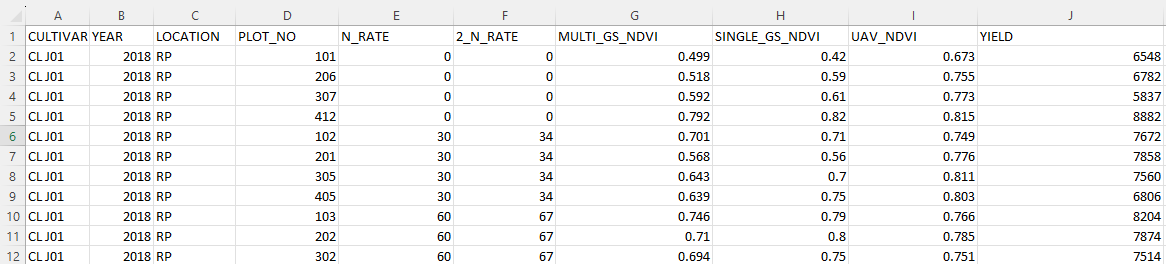 A B C D E F G H I J
1 CULTIVAR YEAR LOCATION PLOT_NO N_RATE 2_N_RATE MULTI_GS_NDVI SINGLE_GS_NDVI UAV_NDVI YIELD
2 CL J01 2018 RP 101 0 0 0.499 0.42 0.673 6548
3 CL J01 2018 RP 206 0 0 0.518 0.59 0.755 6782
4 CL J01 2018 RP 307 0 0 0.592 0.61 0.773 5837
5 CL J01 2018 RP 412 0 0 0.792 0.82 0.815 8882
6 CL J01 2018 RP 102 30 34 0.701 0.71 0.749 7672
7 CL J01 2018 RP 201 30 34 0.568 0.56 0.776 7858
8 CL J01 2018 RP 305 30 34 0.643 0.7 0.811 7560
9 CL J01 2018 RP 405 30 34 0.639 0.75 0.803 6806
10 CL J01 2018 RP 103 60 67 0.746 0.79 0.766 8204
11 CL J01 2018 RP 202 60 67 0.71 0.8 0.785 7874
12 CL J01 2018 RP 302 60 67 0.694 0.75 0.751 7514